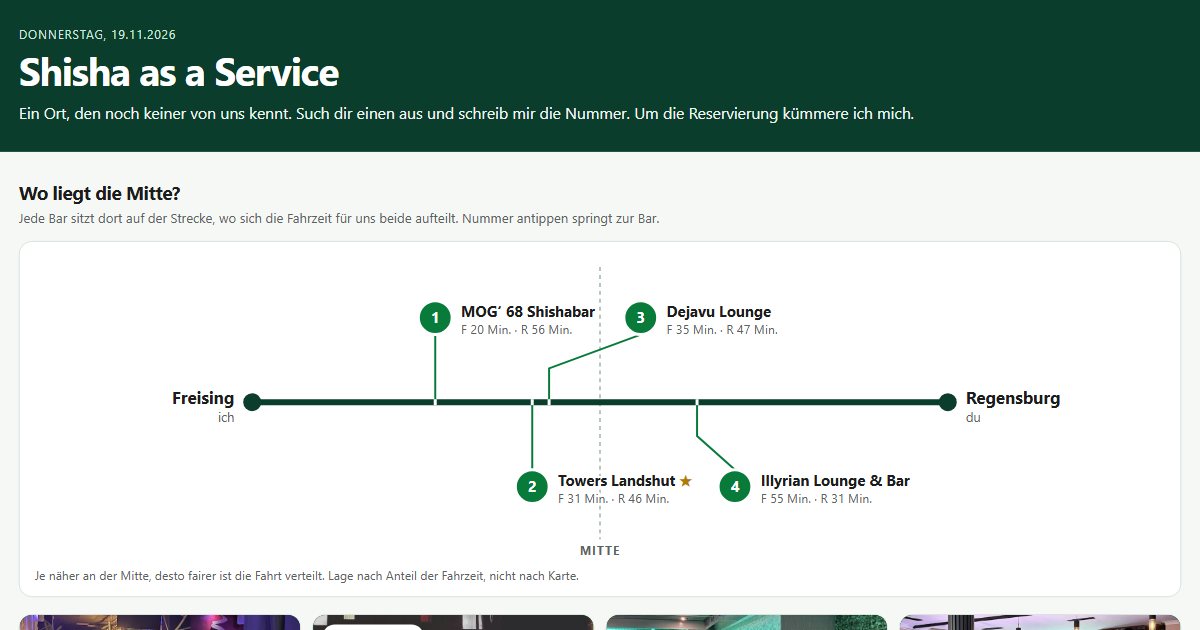 DONNERSTAG, 19.11.2026
Shisha as a Service
Ein Ort, den noch keiner von uns kennt. Such dir einen aus und schreib mir die Nummer. Um die Reservierung kümmere ich mich.
Wo liegt die Mitte?
Jede Bar sitzt dort auf der Strecke, wo sich die Fahrzeit für uns beide aufteilt. Nummer antippen springt zur Bar.
1 MOG’ 68 Shishabar
F 20 Min. · R 56 Min.
3 Dejavu Lounge
F 35 Min. · R 47 Min.
Freising
ich
Regensburg
du
2 Towers Landshut ★
F 31 Min. · R 46 Min.
4 Illyrian Lounge & Bar
F 55 Min. · R 31 Min.
MITTE
Je näher an der Mitte, desto fairer ist die Fahrt verteilt. Lage nach Anteil der Fahrzeit, nicht nach Karte.